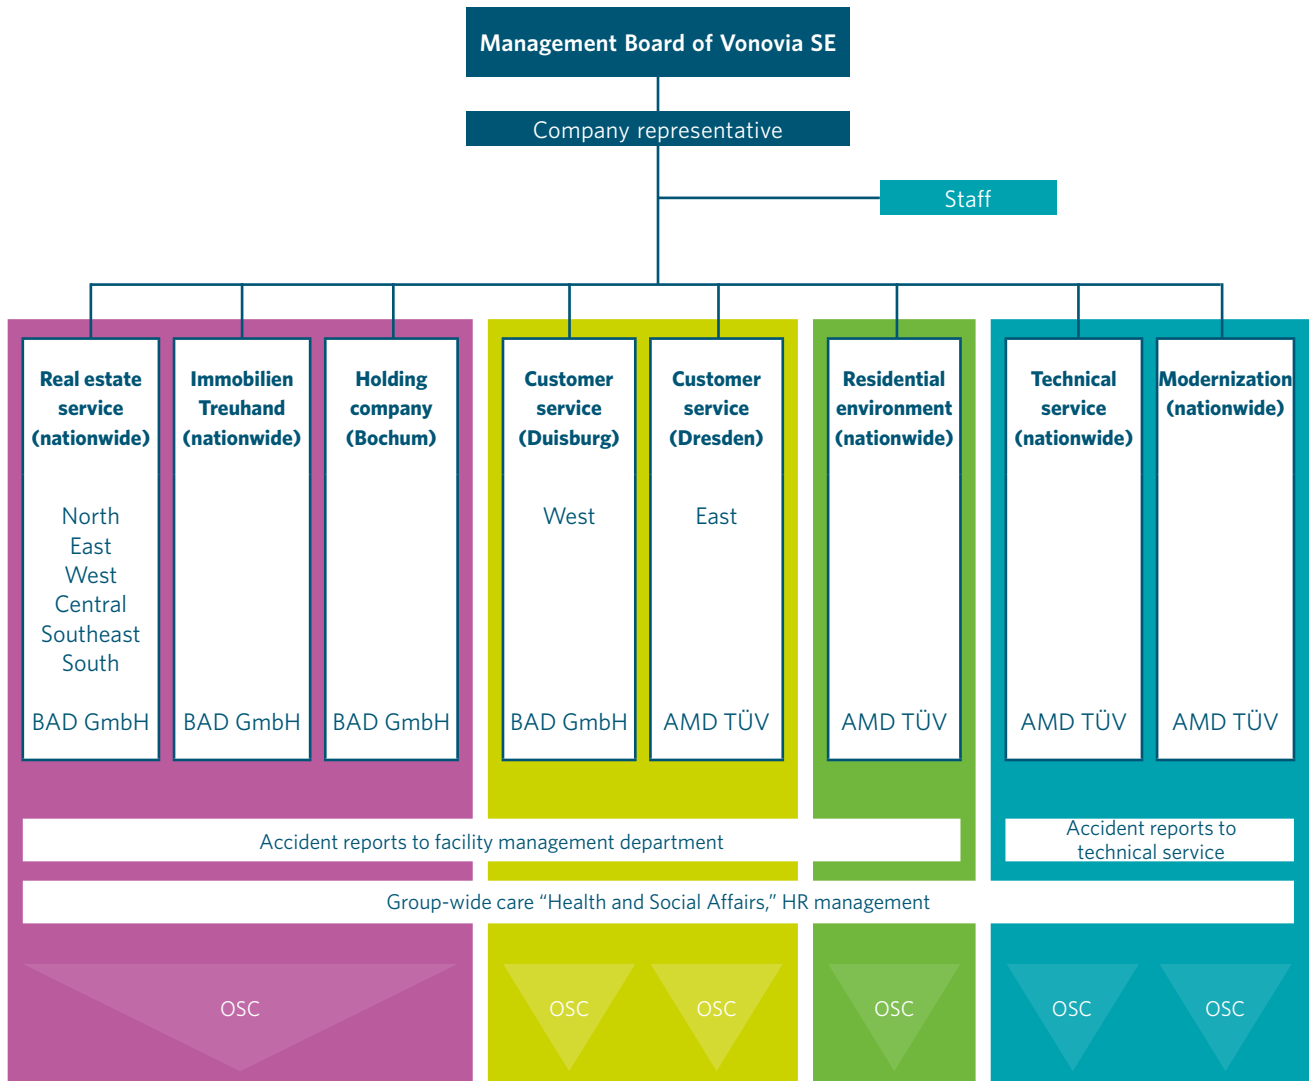 Management Board of Vonovia SE
Company representative
Staff
Real estate
service
(nationwide)
North
East
West
Central
Southeast
South
BAD GmbH
Immobilien
Treuhand
(nationwide)
BAD GmbH
Holding
company
(Bochum)
BAD GmbH
Customer
service
(Duisburg)
West
BAD GmbH
Customer
service
(Dresden)
East
AMD TÜV
Residential
environment
(nationwide)
AMD TÜV
Technical
service
(nationwide)
AMD TÜV
Modernization
(nationwide)
AMD TÜV
Accident reports to facility management department
Accident reports to
technical service
Group-wide care “Health and Social Affairs,” HR management
OSC
OSC
OSC
OSC
OSC
OSC